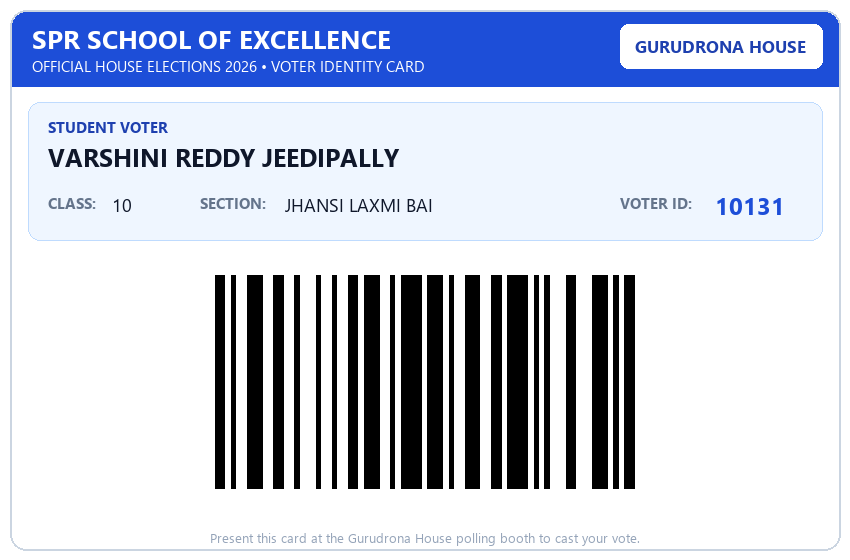 SPR SCHOOL OF EXCELLENCE
OFFICIAL HOUSE ELECTIONS 2026 • VOTER IDENTITY CARD
GURUDRONA HOUSE
STUDENT VOTER
VARSHINI REDDY JEEDIPALLY
CLASS: 10 SECTION: JHANSI LAXMI BAI VOTER ID: 10131
Present this card at the Gurudrona House polling booth to cast your vote.